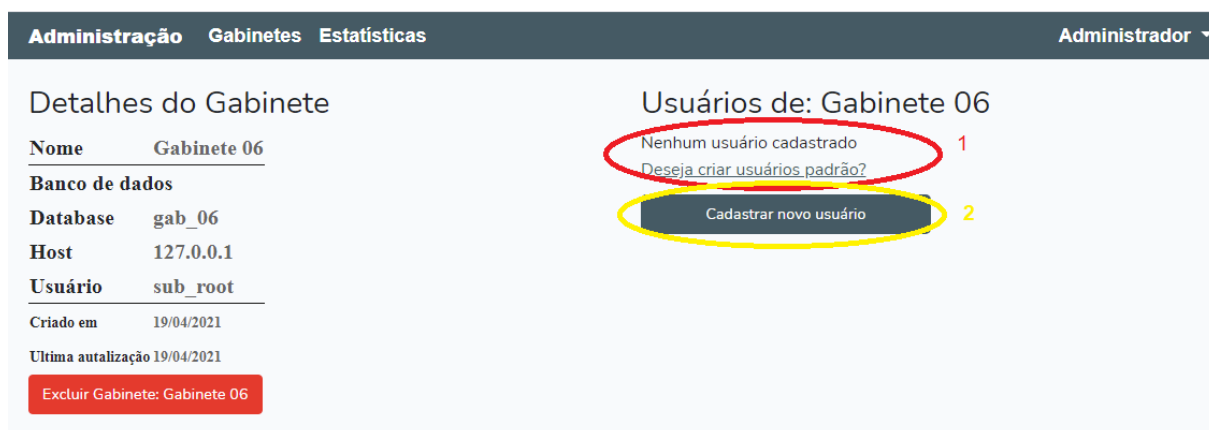 Administração Gabinetes Estatísticas Administrador
Detalhes do Gabinete
Nome Gabinete 06
Banco de dados
Database gab_06
Host 127.0.0.1
Usuário sub_root
Criado em 19/04/2021
Ultima autalização 19/04/2021
Excluir Gabinete: Gabinete 06
Usuários de: Gabinete 06
Nenhum usuário cadastrado 1
Deseja criar usuários padrão?
Cadastrar novo usuário 2